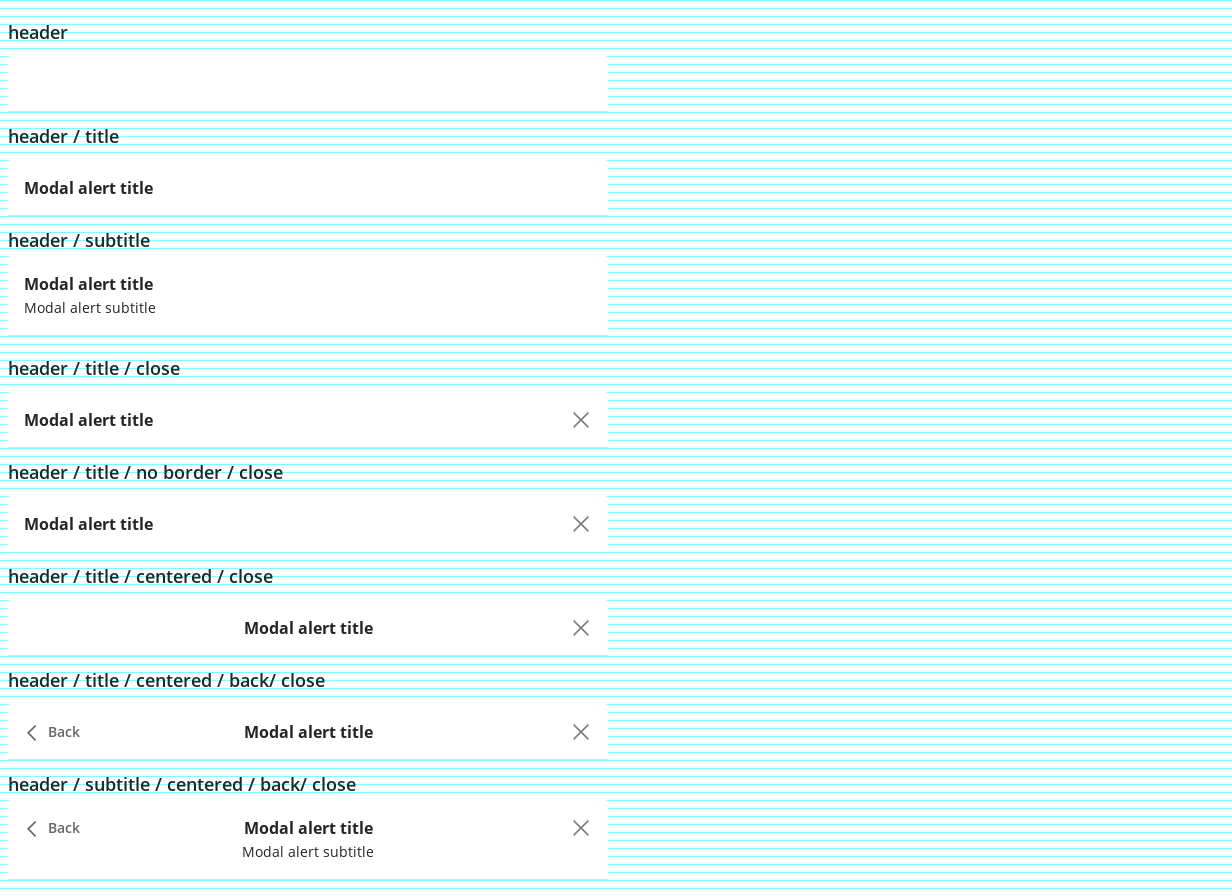 header
header / title
Modal alert title
header / subtitle
Modal alert title
Modal alert subtitle
header / title / close
Modal alert title
header / title / no border / close
Modal alert title
header / title / centered / close
Modal alert title
header / title / centered / back/ close
Back Modal alert title
header / subtitle / centered / back/ close
Back Modal alert title
Modal alert subtitle